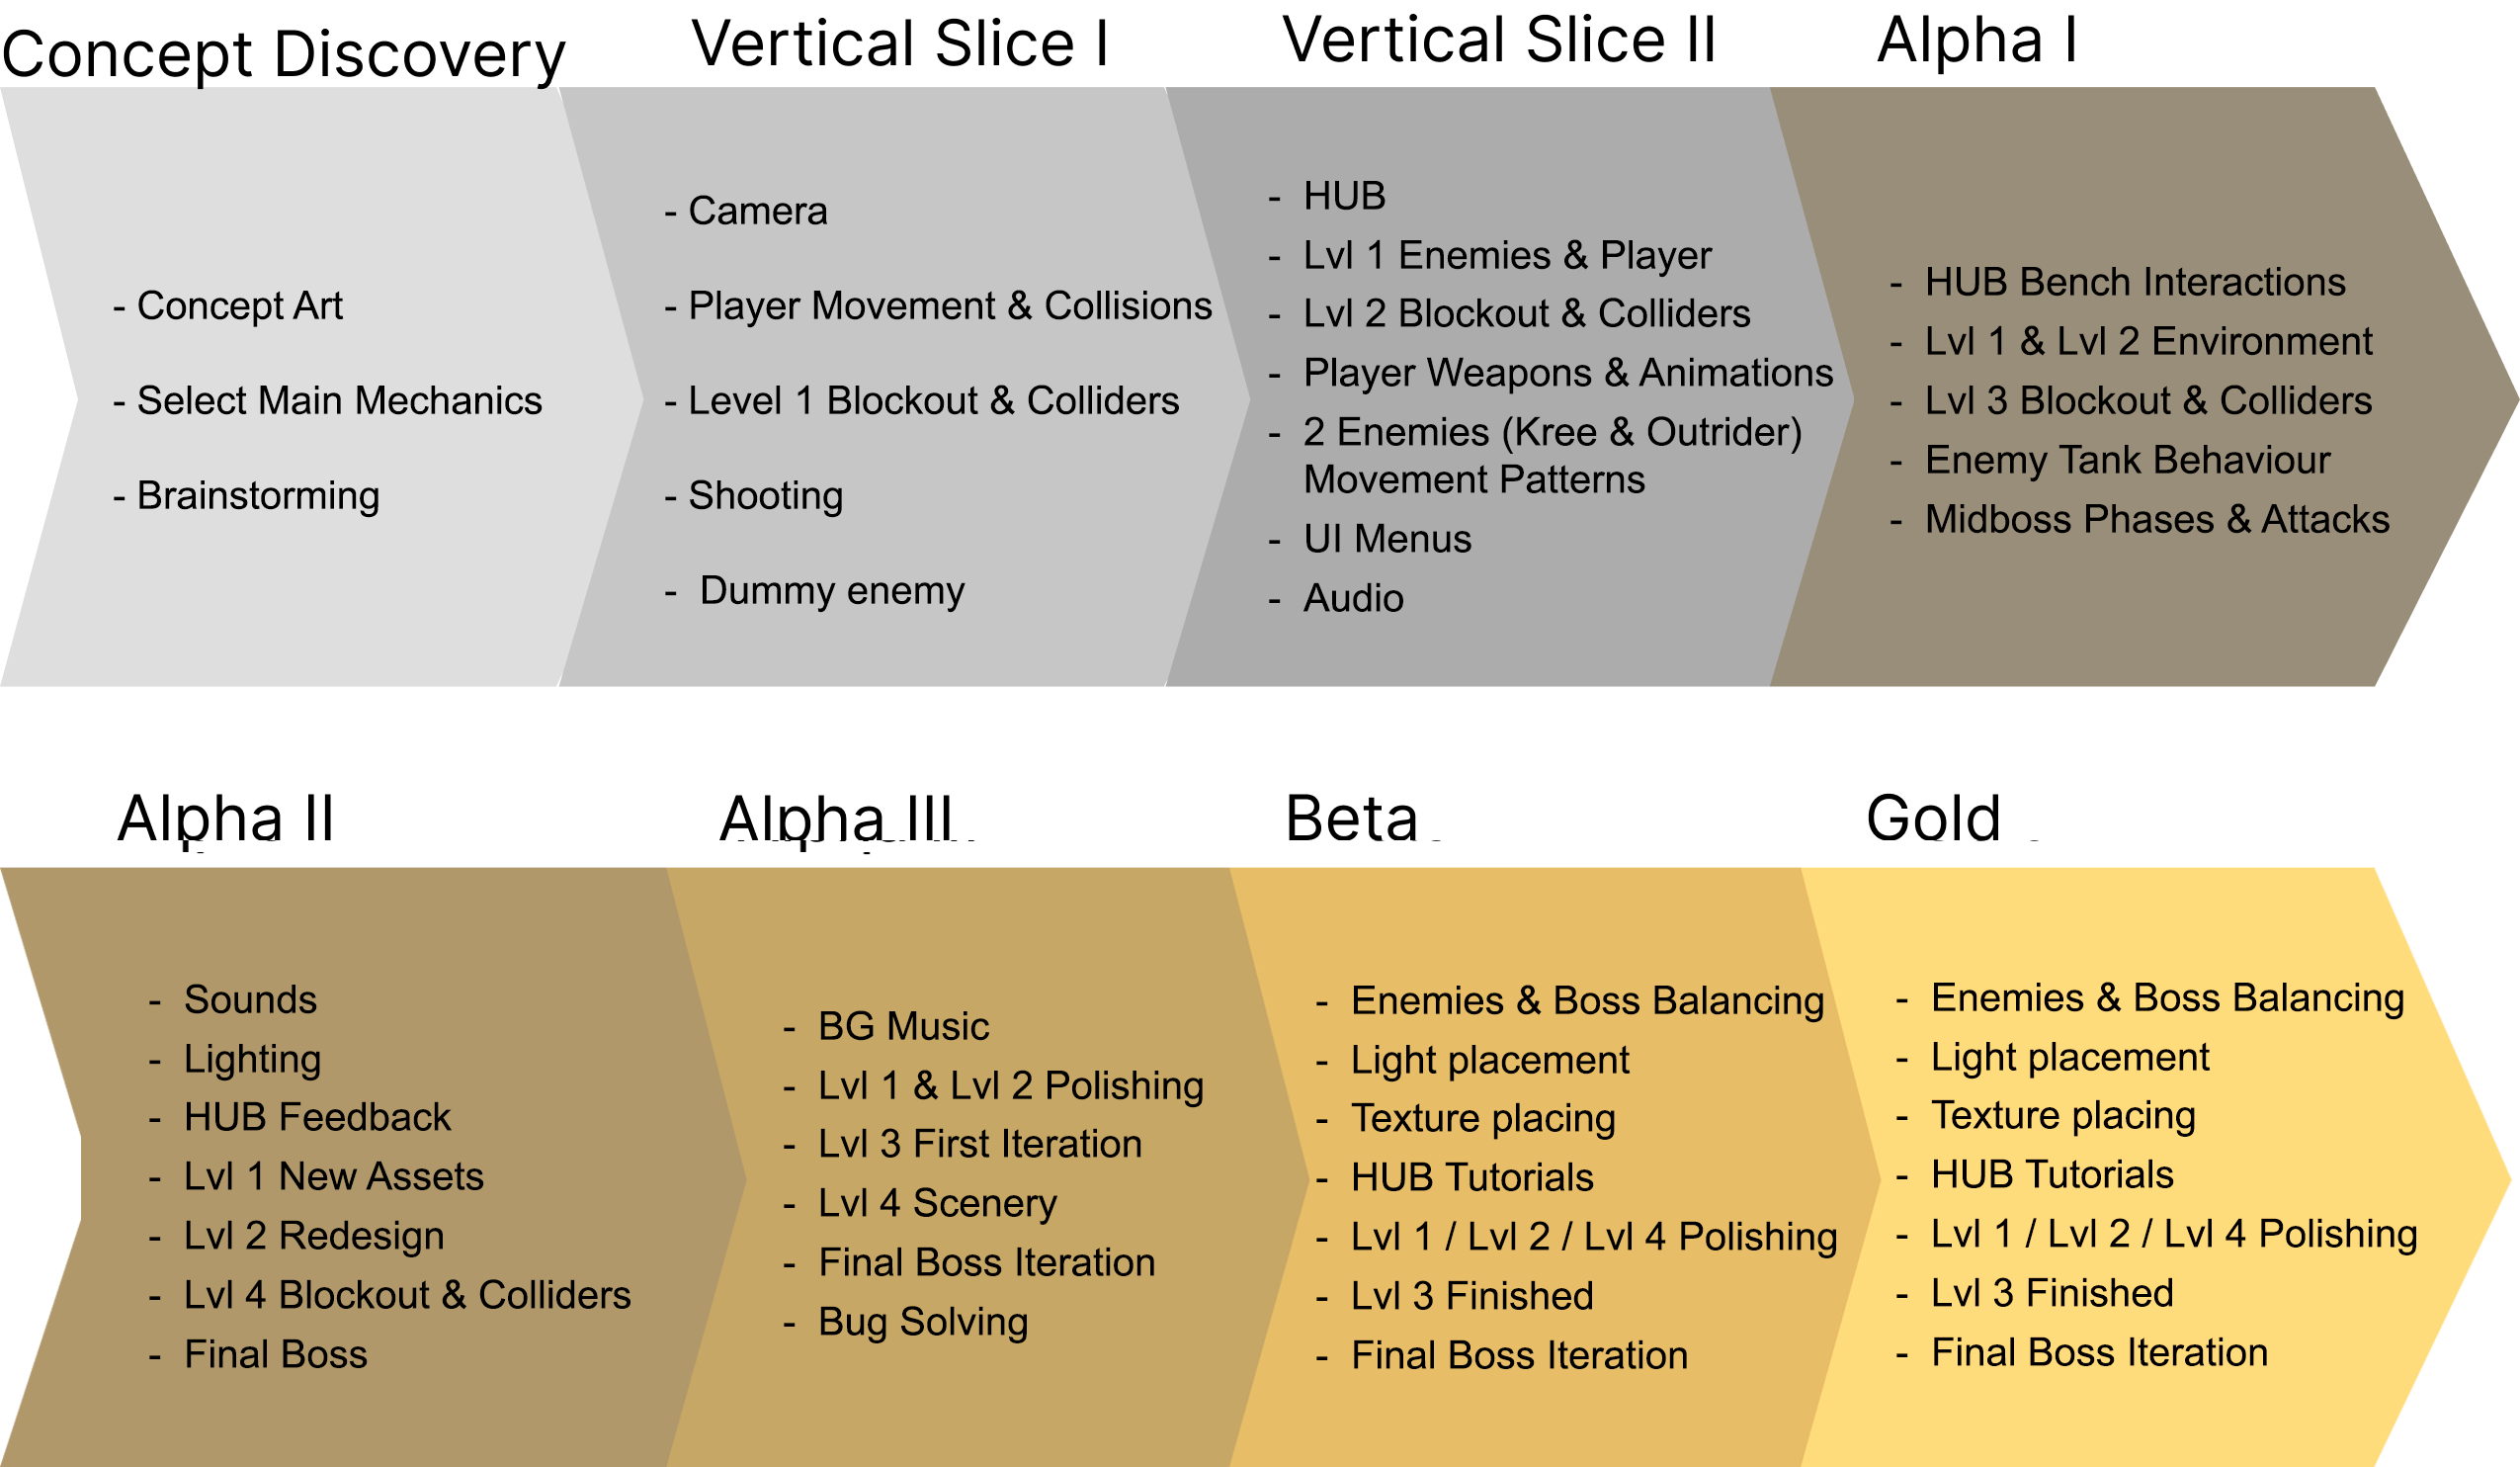 Concept Discovery
- Concept Art
- Select Main Mechanics
- Brainstorming
Vertical Slice I
- Camera
- Player Movement & Collisions
- Level 1 Blockout & Colliders
- Shooting
- Dummy enemy
Vertical Slice II
- HUB
- Lvl 1 Enemies & Player
- Lvl 2 Blockout & Colliders
- Player Weapons & Animations
- 2 Enemies (Kree & Outrider)
Movement Patterns
- UI Menus
- Audio
Alpha I
- HUB Bench Interactions
- Lvl 1 & Lvl 2 Environment
- Lvl 3 Blockout & Colliders
- Enemy Tank Behaviour
- Midboss Phases & Attacks
Alpha II
- Sounds
- Lighting
- HUB Feedback
- Lvl 1 New Assets
- Lvl 2 Redesign
- Lvl 4 Blockout & Colliders
- Final Boss
Alpha III
- BG Music
- Lvl 1 & Lvl 2 Polishing
- Lvl 3 First Iteration
- Lvl 4 Scenery
- Final Boss Iteration
- Bug Solving
Beta
- Enemies & Boss Balancing
- Light placement
- Texture placing
- HUB Tutorials
- Lvl 1 / Lvl 2 / Lvl 4 Polishing
- Lvl 3 Finished
- Final Boss Iteration
Gold
- Enemies & Boss Balancing
- Light placement
- Texture placing
- HUB Tutorials
- Lvl 1 / Lvl 2 / Lvl 4 Polishing
- Lvl 3 Finished
- Final Boss Iteration